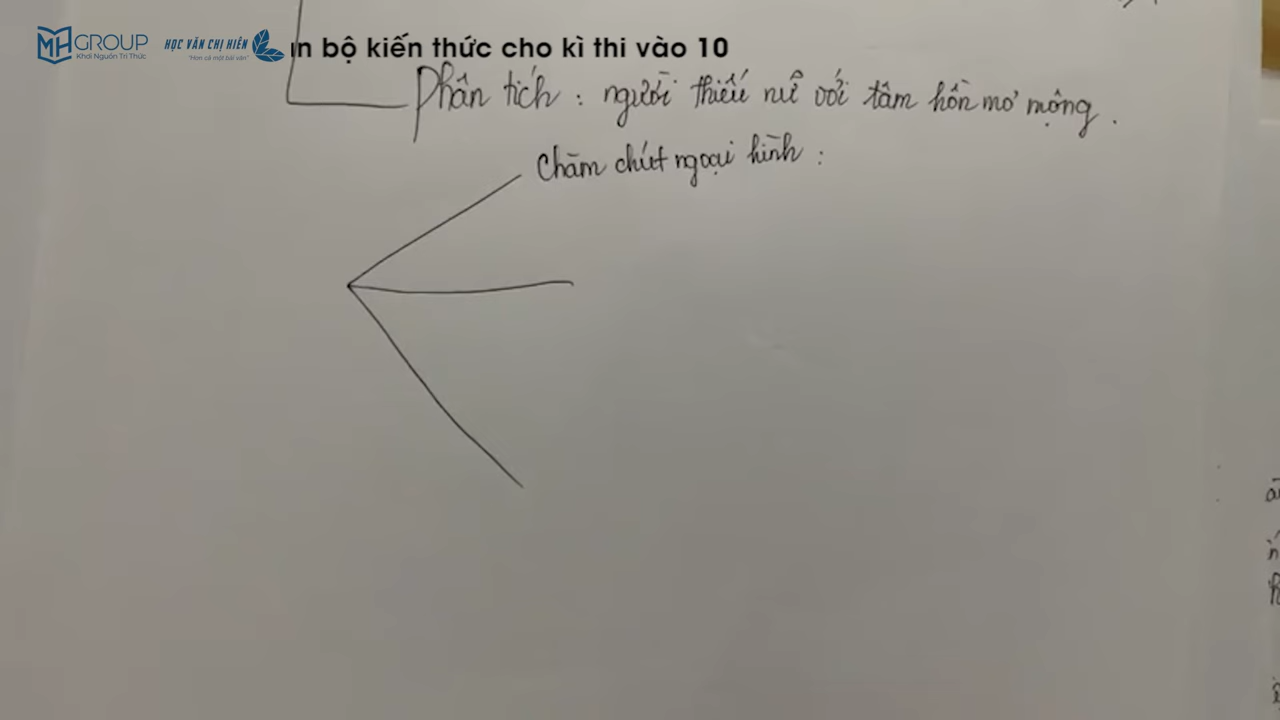 MH GROUP
Khơi Nguồn Tri Thức
HỌC VĂN CHỊ HIÊN
"Hơn cả một bài văn"
n bộ kiến thức cho kì thi vào 10
Phân tích : người thiếu nữ với tâm hồn mơ mộng .
Chăm chút ngoại hình :